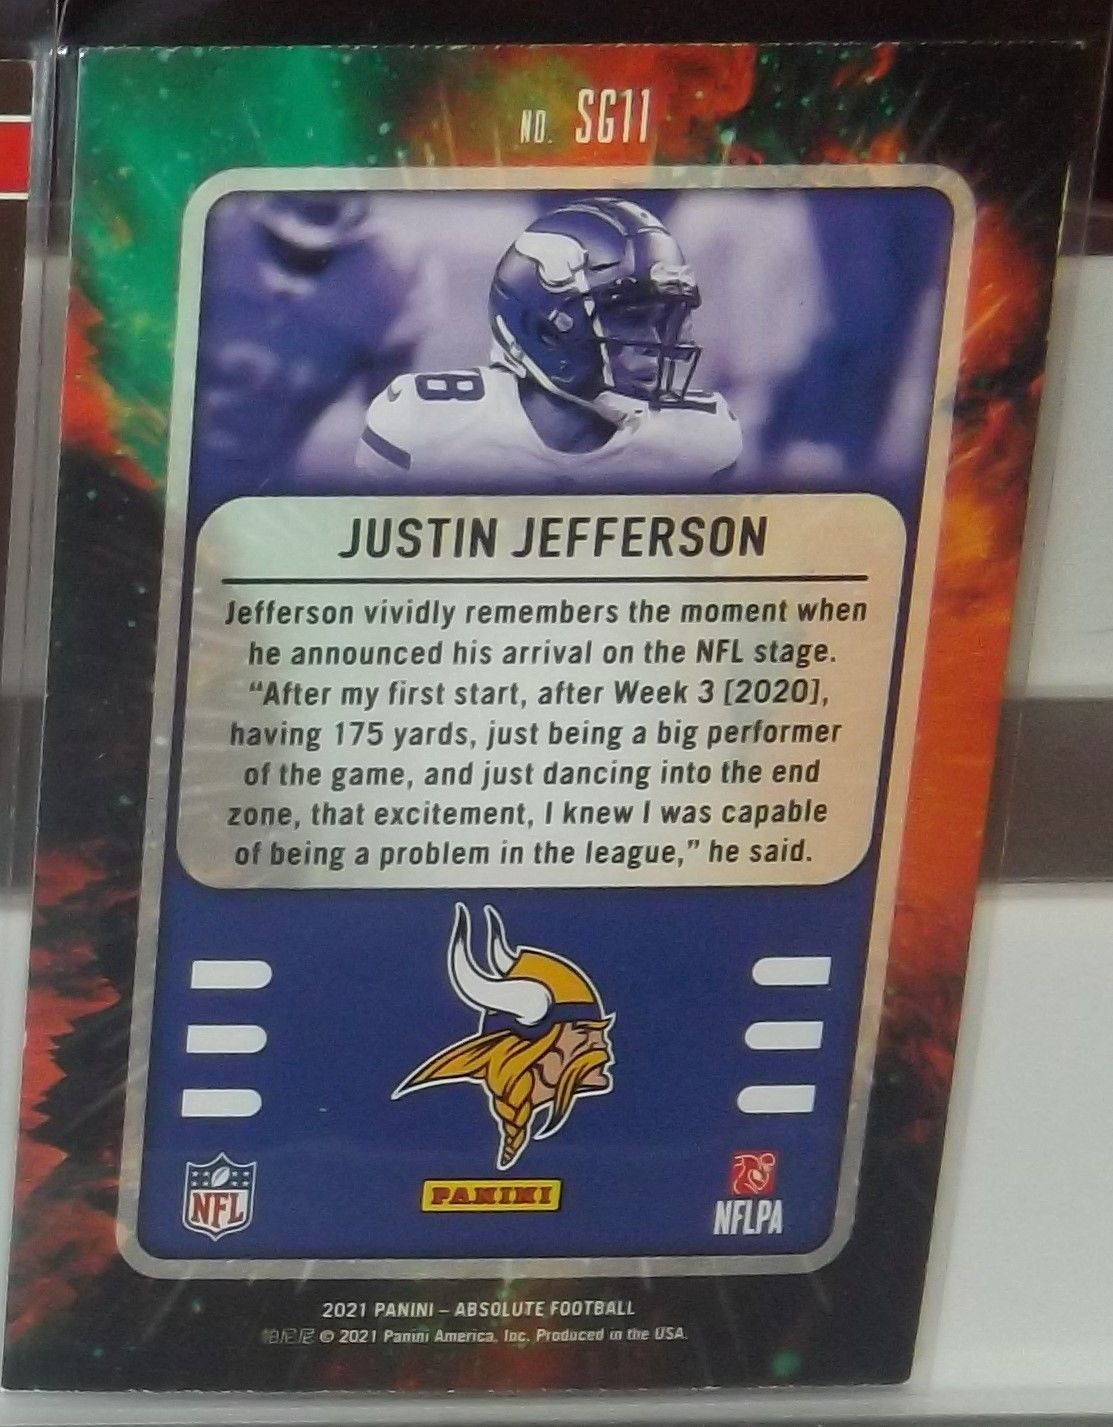 NO. SG11
8
JUSTIN JEFFERSON
Jefferson vividly remembers the moment when
he announced his arrival on the NFL stage.
“After my first start, after Week 3 [2020],
having 175 yards, just being a big performer
of the game, and just dancing into the end
zone, that excitement, I knew I was capable
of being a problem in the league,” he said.
NFL
PANINI
NFLPA
2021 PANINI – ABSOLUTE FOOTBALL
© 2021 Panini America, Inc. Produced in the USA.